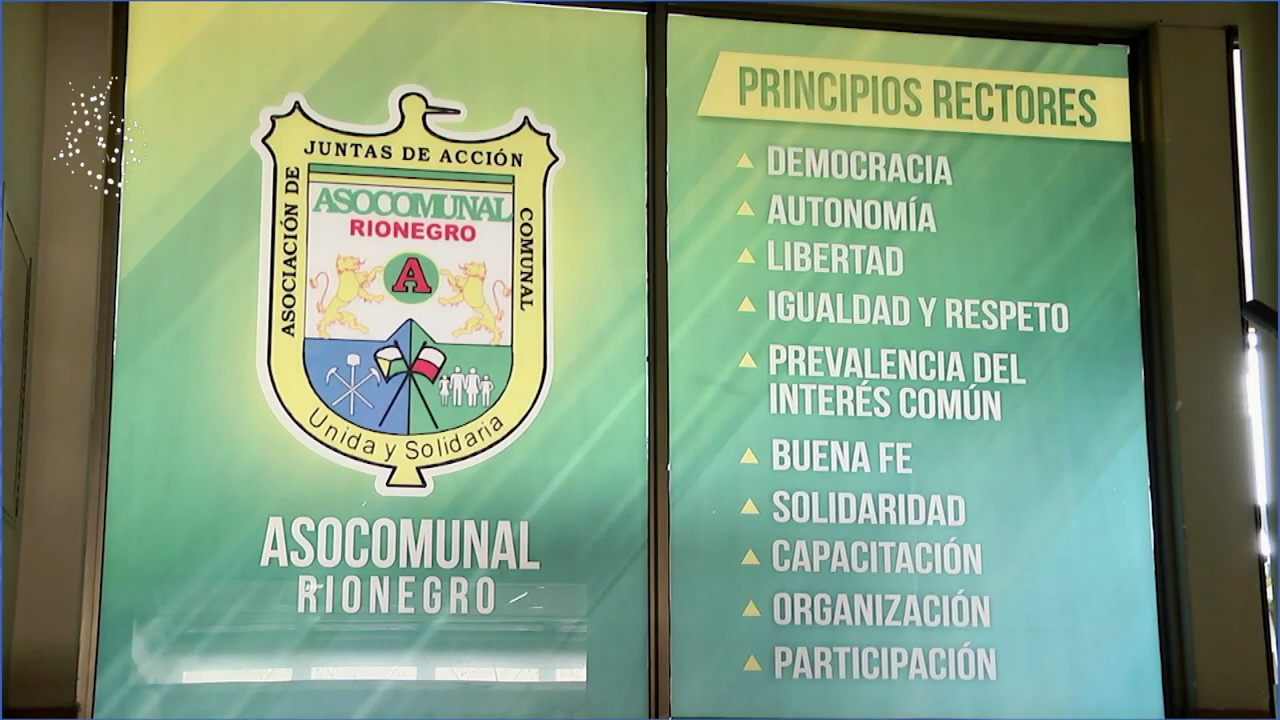 JUNTAS DE ACCIÓN
ASOCIACIÓN DE
COMUNAL
ASOCOMUNAL
RIONEGRO
A
Unida y Solidaria
ASOCOMUNAL
RIONEGRO
PRINCIPIOS RECTORES
DEMOCRACIA
AUTONOMÍA
LIBERTAD
IGUALDAD Y RESPETO
PREVALENCIA DEL
INTERÉS COMÚN
BUENA FE
SOLIDARIDAD
CAPACITACIÓN
ORGANIZACIÓN
PARTICIPACIÓN